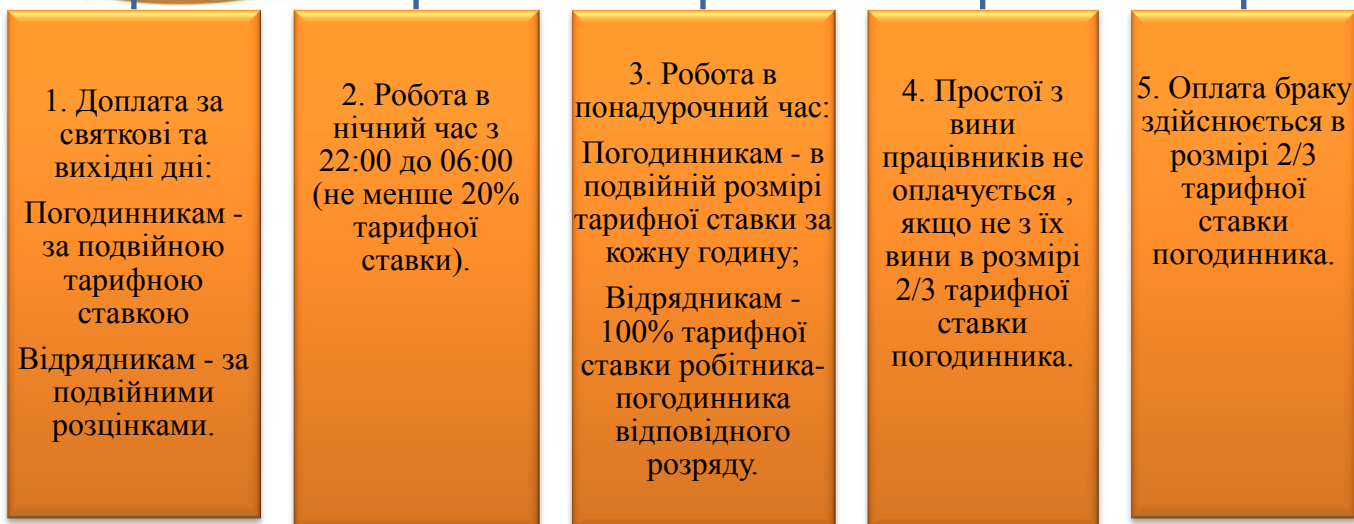 1. Доплата за
святкові та
вихідні дні:
Погодинникам -
за подвійною
тарифною
ставкою
Відрядникам - за
подвійними
розцінками.
2. Робота в
нічний час з
22:00 до 06:00
(не менше 20%
тарифної
ставки).
3. Робота в
понадурочний час:
Погодинникам - в
подвійній розмірі
тарифної ставки за
кожну годину;
Відрядникам -
100% тарифної
ставки робітника-
погодинника
відповідного
розряду.
4. Простої з
вини
працівників не
оплачується ,
якщо не з їх
вини в розмірі
2/3 тарифної
ставки
погодинника.
5. Оплата браку
здійснюється в
розмірі 2/3
тарифної
ставки
погодинника.